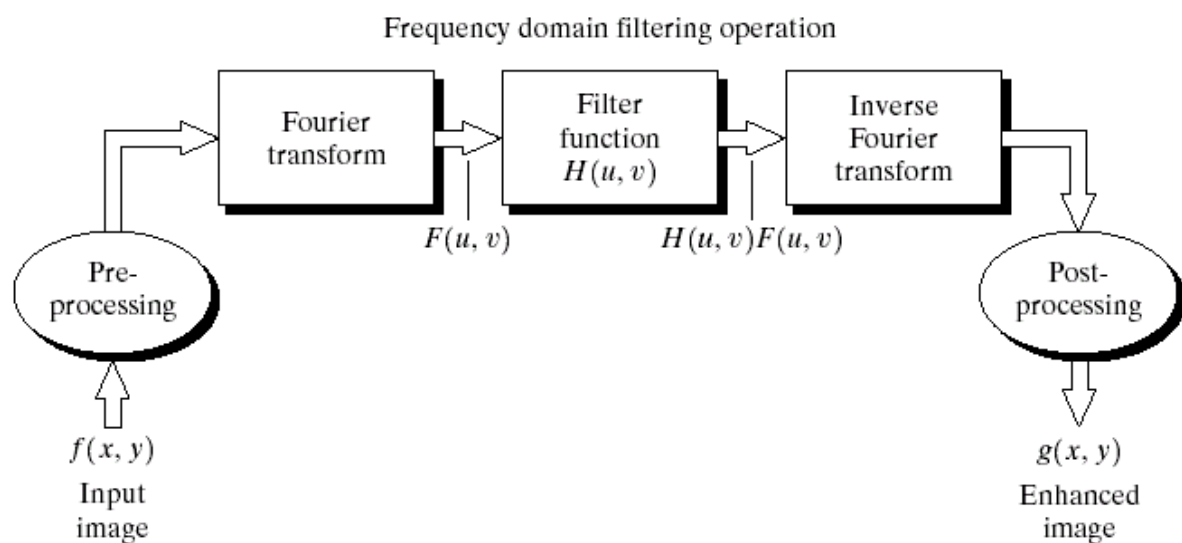 Frequency domain filtering operation
Fourier
transform
Filter
function
H(u, v)
Inverse
Fourier
transform
F(u, v)
H(u, v)F(u, v)
Pre-
processing
Post-
processing
f(x, y)
Input
image
g(x, y)
Enhanced
image